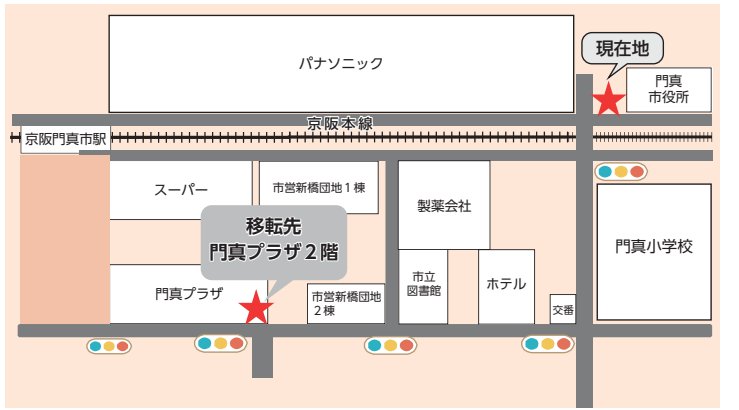 現在地
パナソニック
門真
市役所
京阪本線
京阪門真市駅
スーパー
市営新橋団地1棟
製薬会社
移転先
門真プラザ2階
門真小学校
門真プラザ
市営新橋団地
2棟
市立
図書館
ホテル
交番